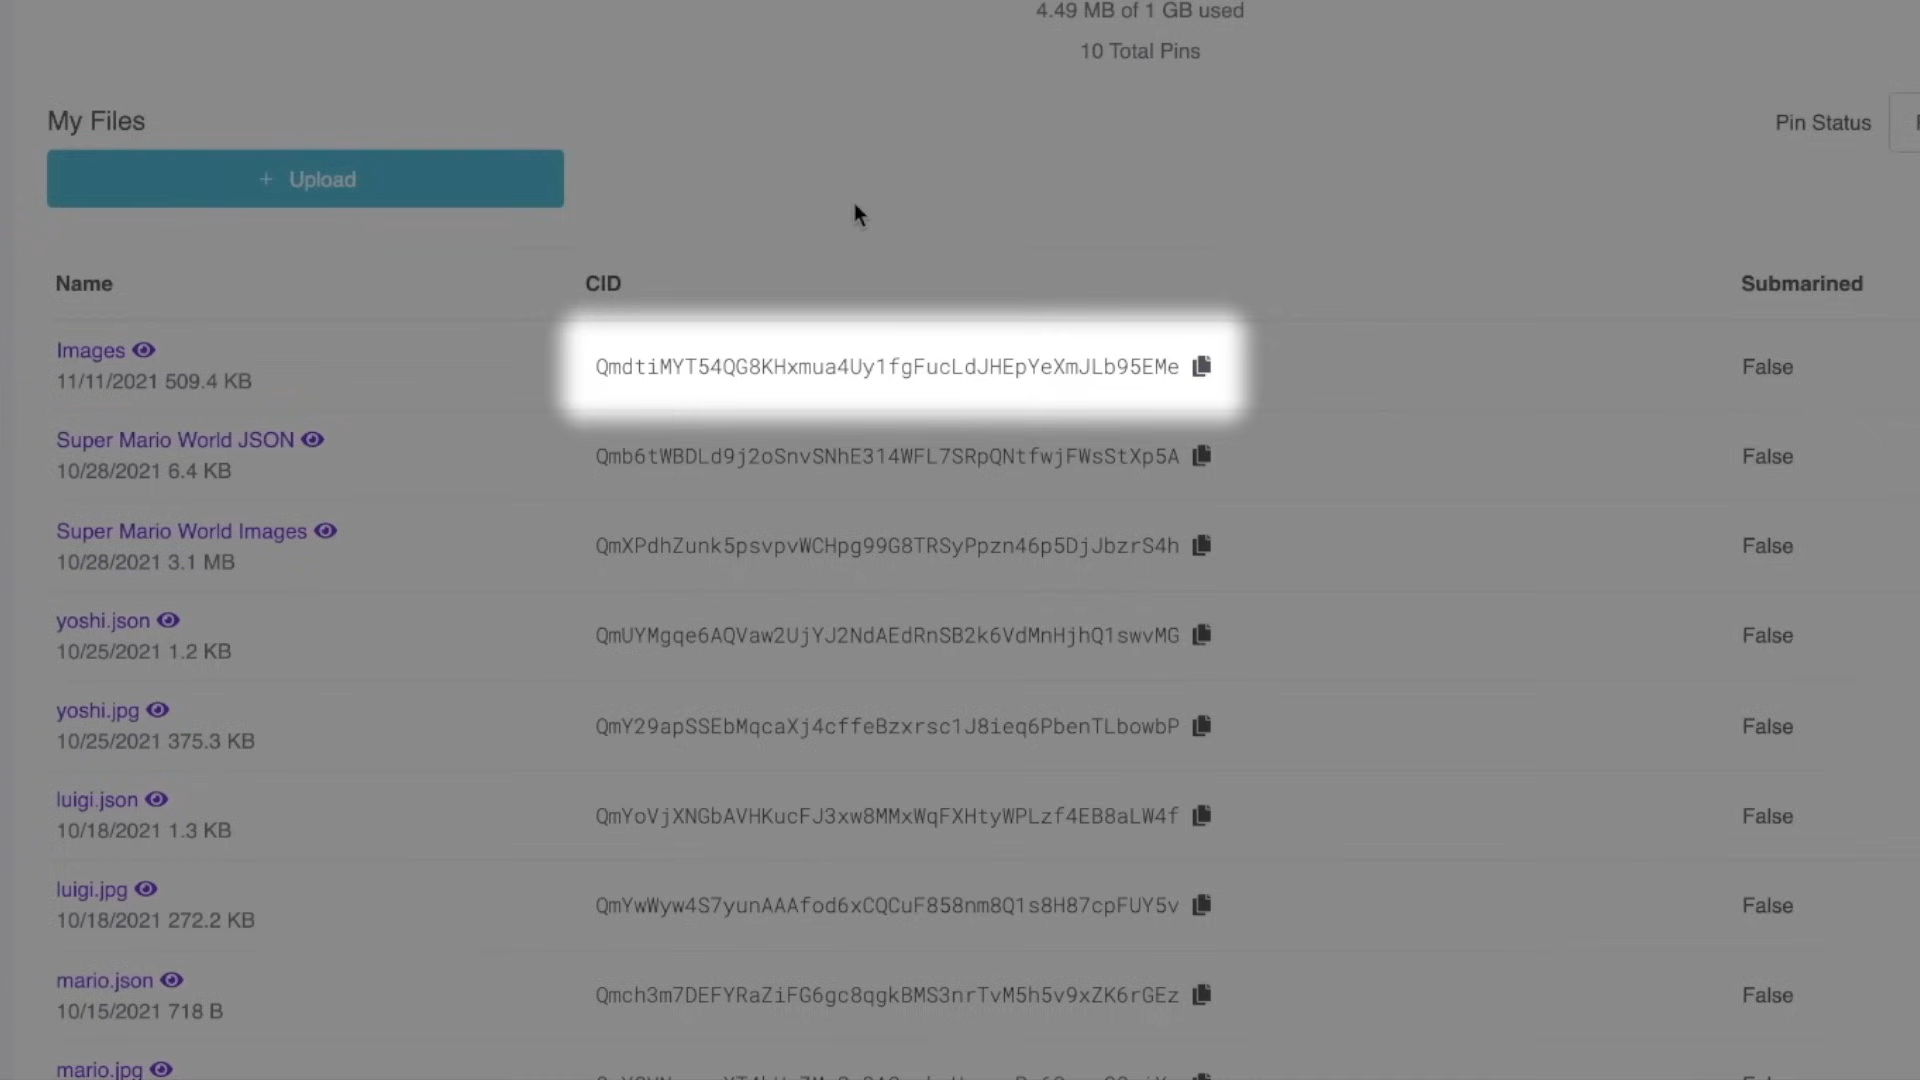 4.49 MB of 1 GB used
10 Total Pins
My Files
Pin Status
+ Upload
Name CID Submarined
Images
11/11/2021 509.4 KB
QmdtiMYT54QG8KHxmua4Uy1fgFucLdJHEpYeXmJLb95EMe
False
Super Mario World JSON
10/28/2021 6.4 KB
Qmb6tWBDLd9j2oSnvSNhE314WFL7SRpQNtfwjFWsStXp5A
False
Super Mario World Images
10/28/2021 3.1 MB
QmXPdhZunk5psvpvWCHpg99G8TRSyPpzn46p5DjJbzrS4h
False
yoshi.json
10/25/2021 1.2 KB
QmUYMgqe6AQVaw2UjYJ2NdAEdRnSB2k6VdMnHjhQ1swvMG
False
yoshi.jpg
10/25/2021 375.3 KB
QmY29apSSEbMqcaXj4cffeBzxrsc1J8ieq6PbenTLbowbP
False
luigi.json
10/18/2021 1.3 KB
QmYoVjXNGbAVHKucFJ3xw8MMxWqFXHtyWPLzf4EB8aLW4f
False
luigi.jpg
10/18/2021 272.2 KB
QmYwWyw4S7yunAAAfod6xCQCuF858nm8Q1s8H87cpFUY5v
False
mario.json
10/15/2021 718 B
Qmch3m7DEFYRaZiFG6gc8qgkBMS3nrTvM5h5v9xZK6rGEz
False
mario.jpg